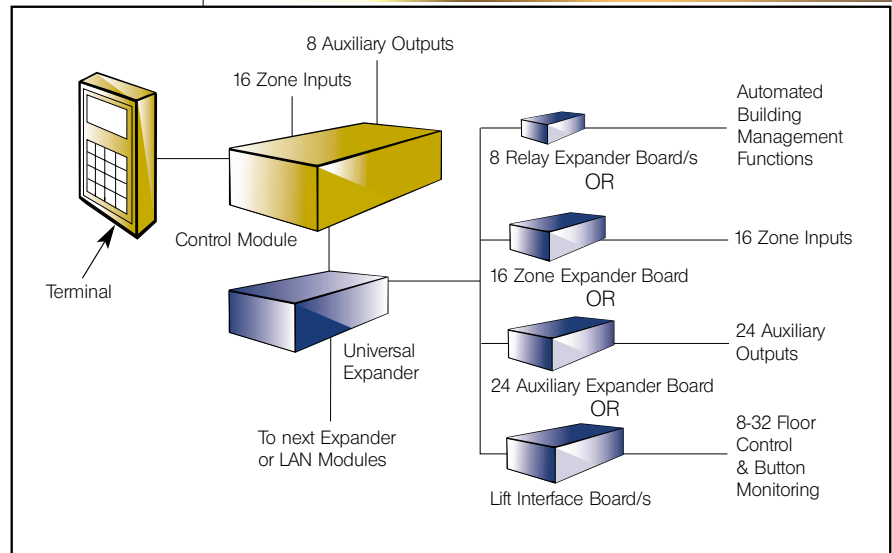 8 Auxiliary Outputs
16 Zone Inputs
Control Module
Terminal
Universal
Expander
To next Expander
or LAN Modules
8 Relay Expander Board/s
OR
Automated
Building
Management
Functions
16 Zone Expander Board
OR
16 Zone Inputs
24 Auxiliary Expander Board
OR
24 Auxiliary
Outputs
Lift Interface Board/s
8-32 Floor
Control
& Button
Monitoring